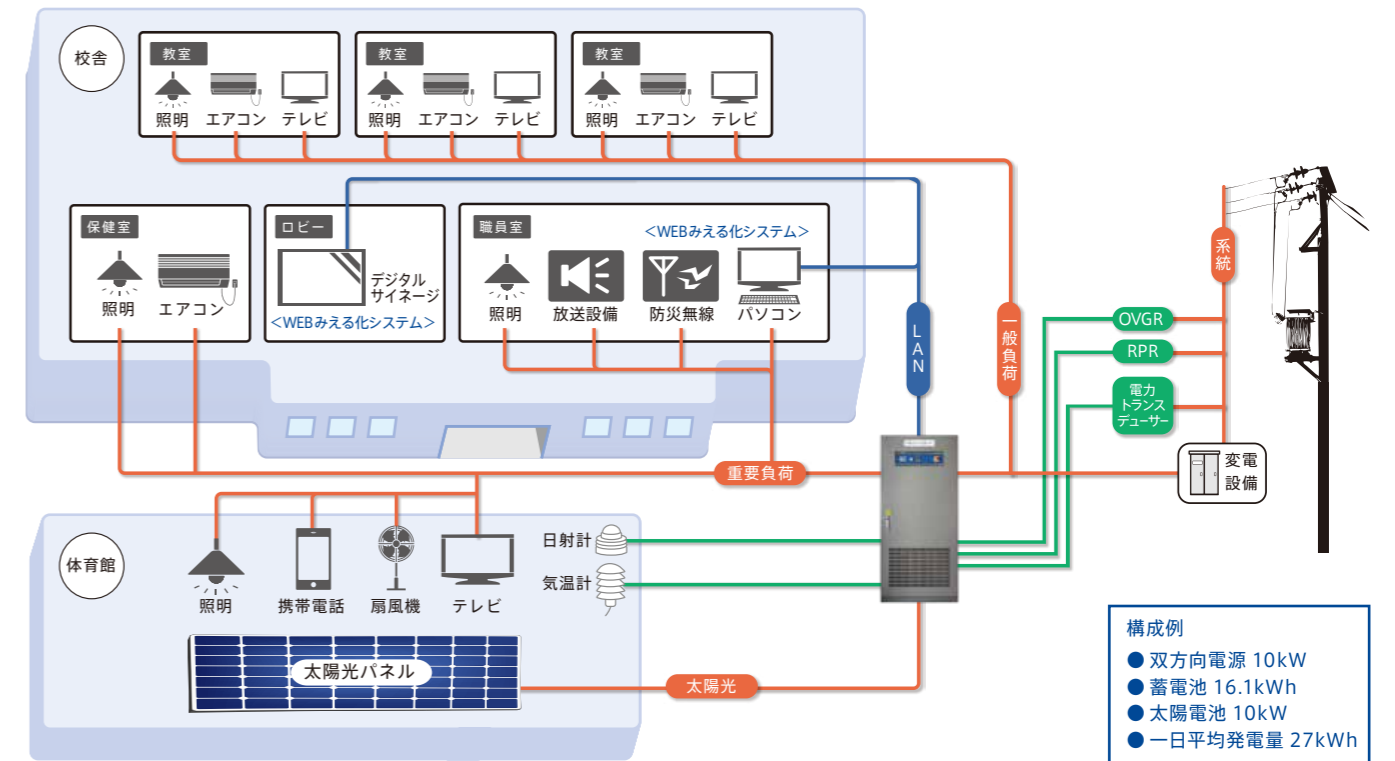 校舎
教室
照明
エアコン
テレビ
教室
照明
エアコン
テレビ
教室
照明
エアコン
テレビ
保健室
照明
エアコン
ロビー
デジタル
サイネージ
<WEBみえる化システム>
職員室
<WEBみえる化システム>
照明
放送設備
防災無線
パソコン
LAN
一般負荷
系統
OVGR
RPR
電力
トランス
デューサー
変電
設備
重要負荷
体育館
照明
携帯電話
扇風機
テレビ
日射計
気温計
太陽光パネル
太陽光
構成例
● 双方向電源 10kW
● 蓄電池 16.1kWh
● 太陽電池 10kW
● 一日平均発電量 27kWh